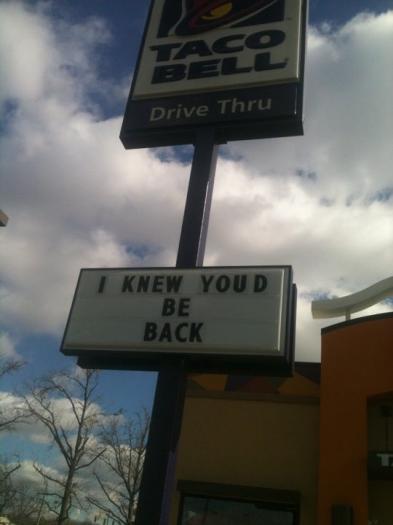 TACO
BELL
Drive Thru
I KNEW YOUD
BE
BACK
T